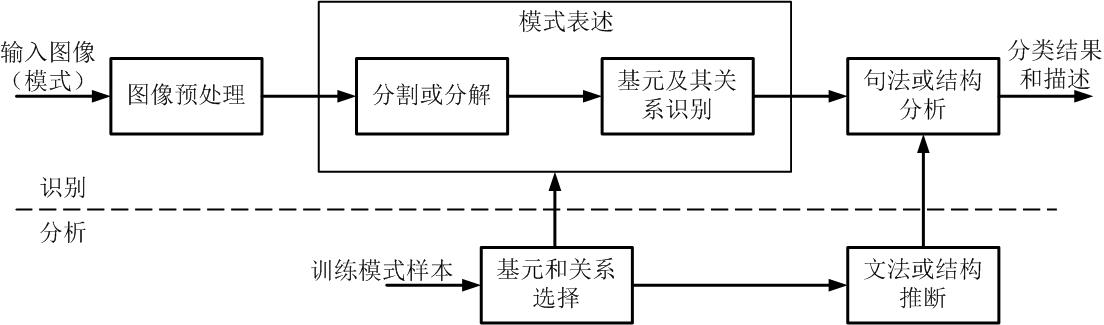 模式表述
输入图像
（模式）
图像预处理
分割或分解
基元及其关
系识别
句法或结构
分析
分类结果
和描述
识别
分析
训练模式样本
基元和关系
选择
文法或结构
推断